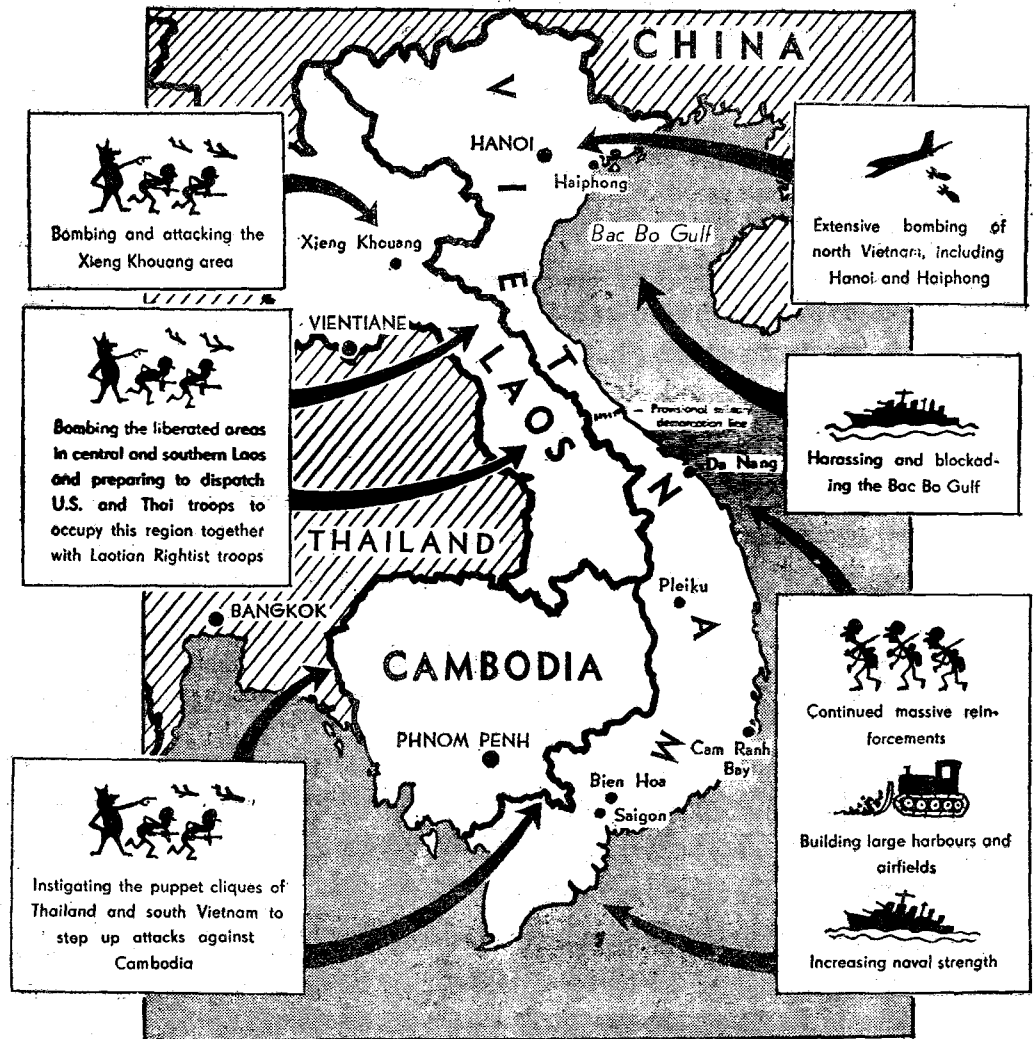 CHINA
VIETNAM
HANOI
Haiphong
Bac Bo Gulf
Xieng Khouang
VIENTIANE
LAOS
Provisional military
demarcation line
Da Nang
THAILAND
BANGKOK
Pleiku
CAMBODIA
PHNOM PENH
Cam Ranh
Bay
Bien Hoa
Saigon
Bombing and attacking the
Xieng Khouang area
Bombing the liberated areas
in central and southern Laos
and preparing to dispatch
U.S. and Thai troops to
occupy this region together
with Laotian Rightist troops
Instigating the puppet cliques of
Thailand and south Vietnam to
step up attacks against
Cambodia
Extensive bombing of
north Vietnam, including
Hanoi and Haiphong
Harassing and blockad-
ing the Bac Bo Gulf
Continued massive rein-
forcements
Building large harbours and
airfields
Increasing naval strength